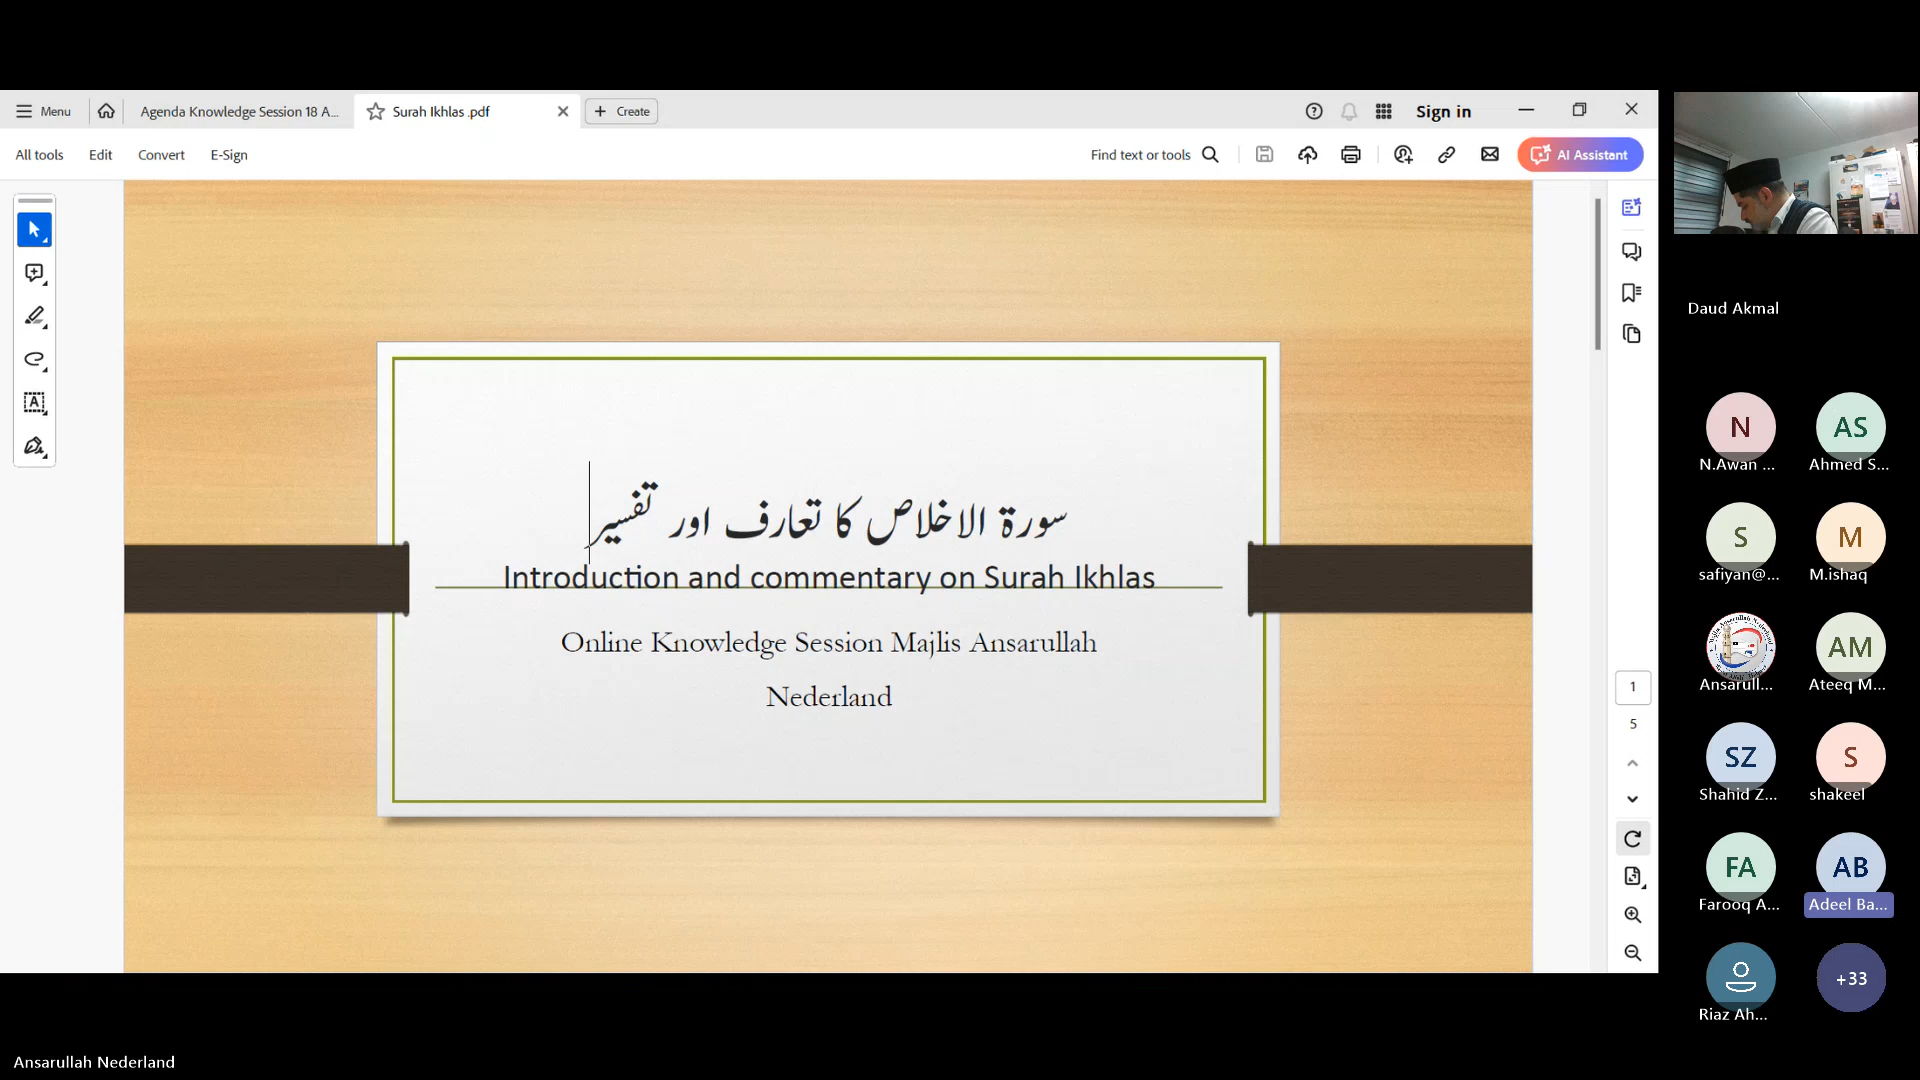 Menu
Agenda Knowledge Session 18 A...
Surah Ikhlas .pdf
Create
Sign in
All tools
Edit
Convert
E-Sign
Find text or tools
AI Assistant
سورۃ الاخلاص کا تعارف اور تفسیر
Introduction and commentary on Surah Ikhlas
Online Knowledge Session Majlis Ansarullah
Nederland
1
5
Daud Akmal
N
AS
N.Awan ...
Ahmed S...
S
M
safiyan@...
M.ishaq
AM
Ansarull...
Ateeq M...
SZ
S
Shahid Z...
shakeel
FA
AB
Farooq A...
Adeel Ba...
+33
Riaz Ah...
Ansarullah Nederland